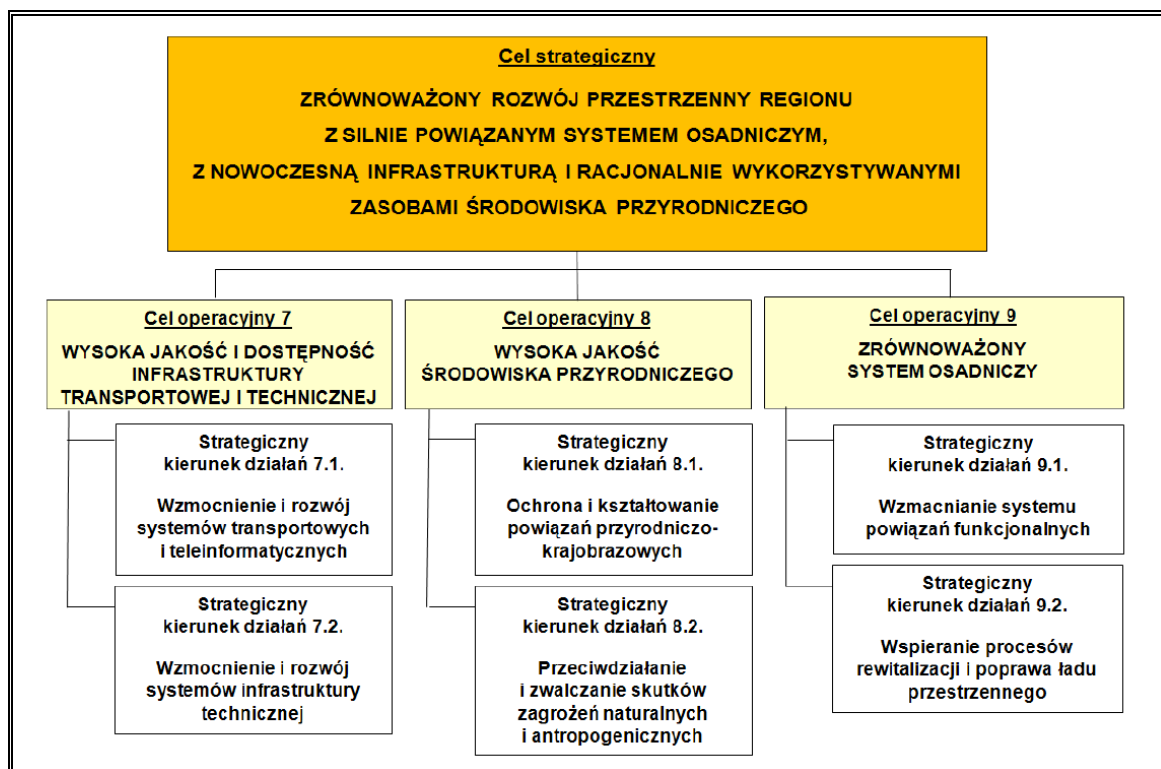 Cel strategiczny
ZRÓWNOWAŻONY ROZWÓJ PRZESTRZENNY REGIONU
Z SILNIE POWIĄZANYM SYSTEMEM OSADNICZYM,
Z NOWOCZESNĄ INFRASTRUKTURĄ I RACJONALNIE WYKORZYSTYWANYMI
ZASOBAMI ŚRODOWISKA PRZYRODNICZEGO
Cel operacyjny 7
WYSOKA JAKOŚĆ I DOSTĘPNOŚĆ
INFRASTRUKTURY
TRANSPORTOWEJ I TECHNICZNEJ
Strategiczny
kierunek działań 7.1.
Wzmocnienie i rozwój
systemów transportowych
i teleinformatycznych
Strategiczny
kierunek działań 7.2.
Wzmocnienie i rozwój
systemów infrastruktury
technicznej
Cel operacyjny 8
WYSOKA JAKOŚĆ
ŚRODOWISKA PRZYRODNICZEGO
Strategiczny
kierunek działań 8.1.
Ochrona i kształtowanie
powiązań przyrodniczo-
krajobrazowych
Strategiczny
kierunek działań 8.2.
Przeciwdziałanie
i zwalczanie skutków
zagrożeń naturalnych
i antropogenicznych
Cel operacyjny 9
ZRÓWNOWAŻONY
SYSTEM OSADNICZY
Strategiczny
kierunek działań 9.1.
Wzmacnianie systemu
powiązań funkcjonalnych
Strategiczny
kierunek działań 9.2.
Wspieranie procesów
rewitalizacji i poprawa ładu
przestrzennego